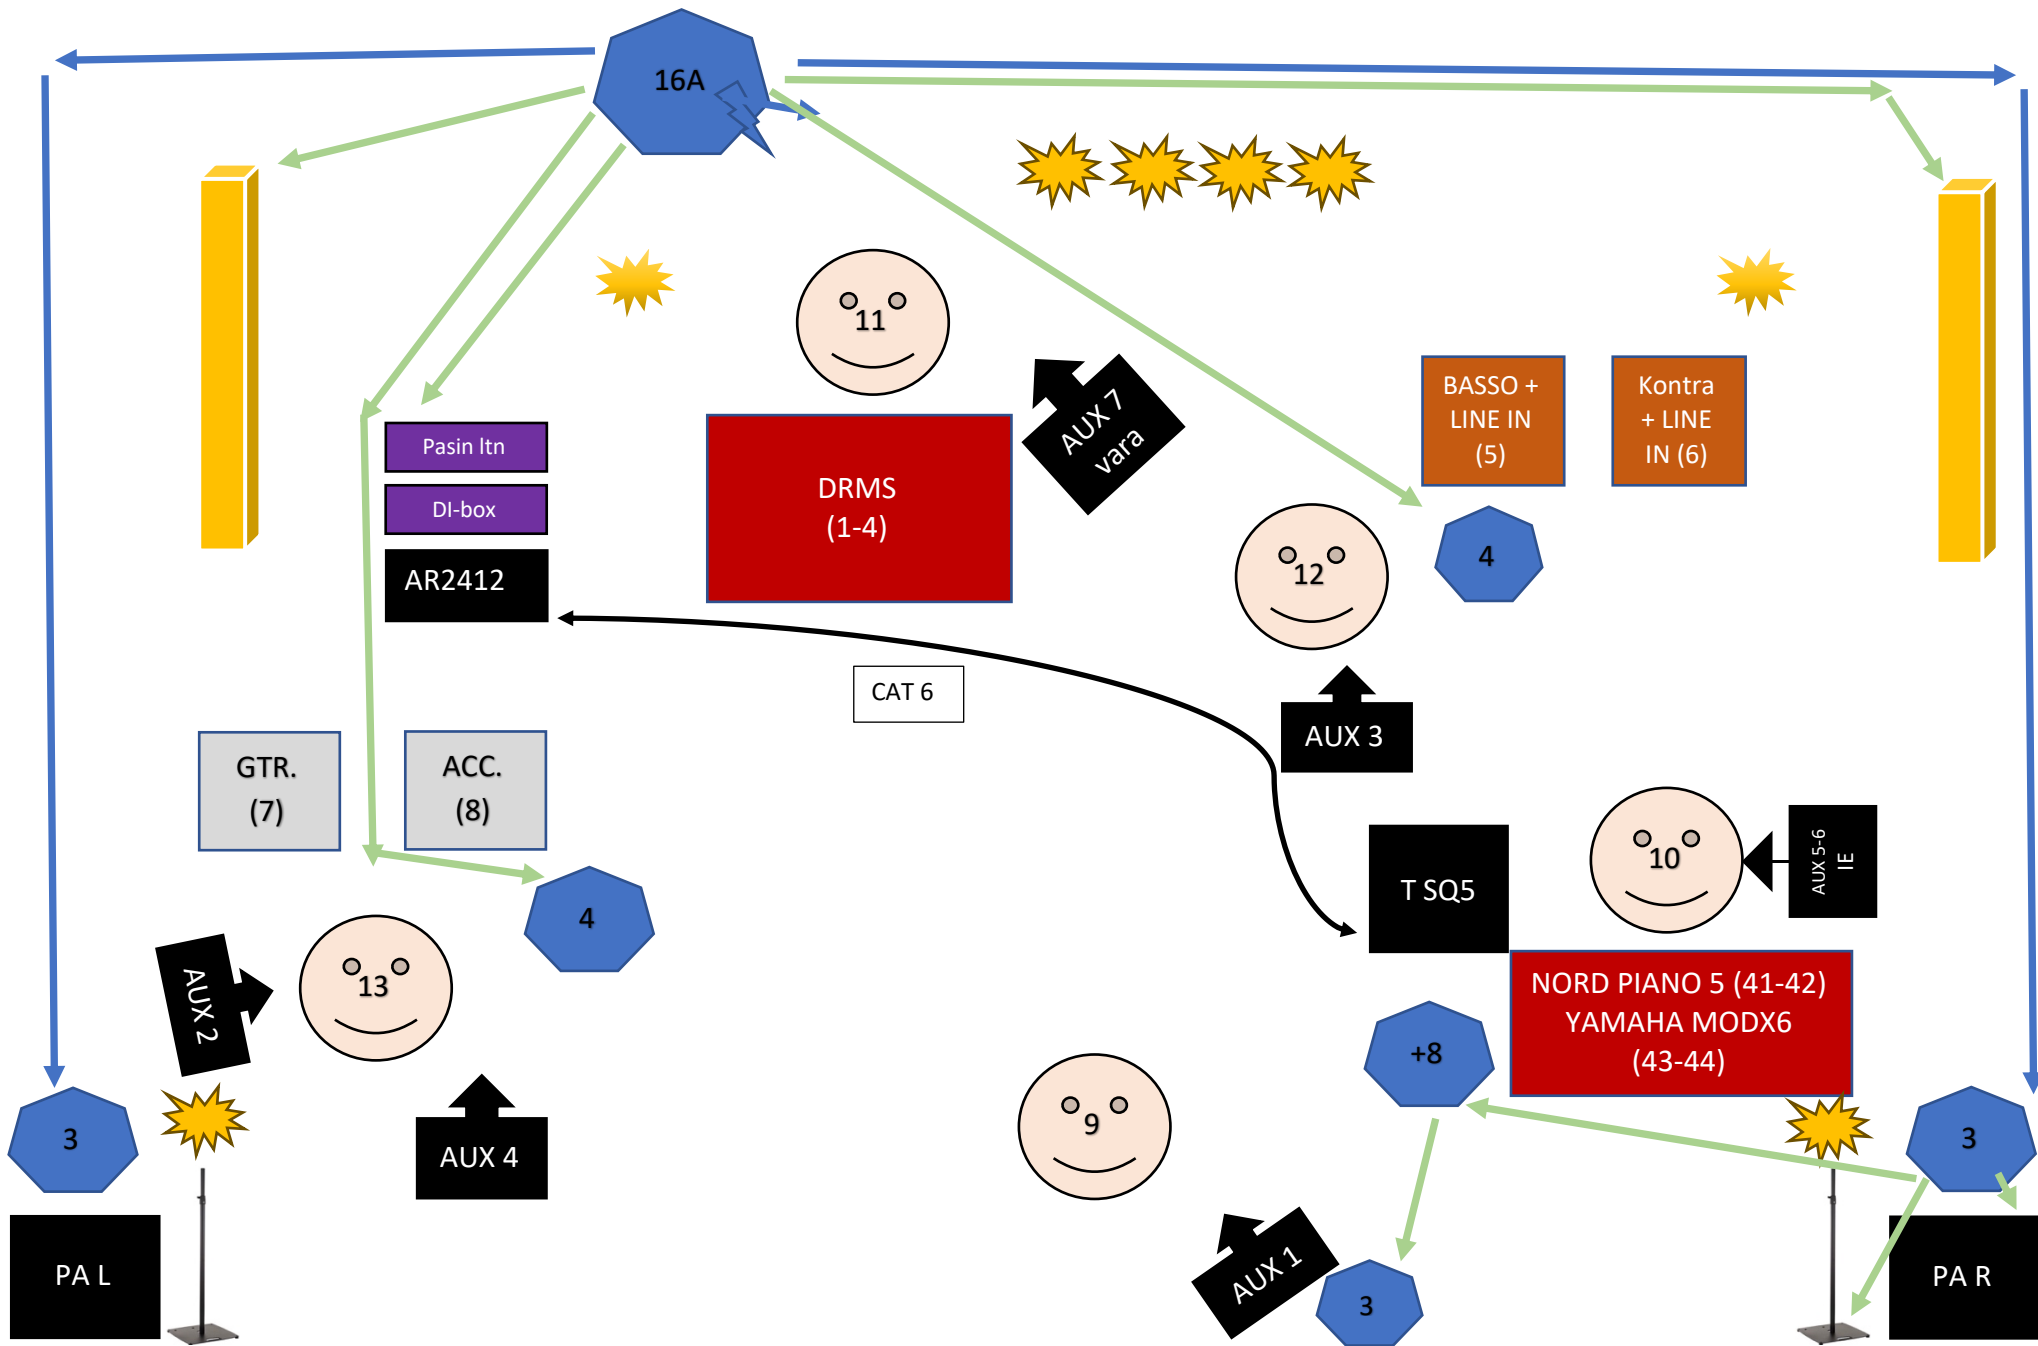 16A
11
BASSO +
LINE IN
(5)
Kontra
+ LINE
IN (6)
AUX 7
vara
Pasin ltn
DI-box
AR2412
DRMS
(1-4)
12
4
CAT 6
AUX 3
GTR.
(7)
ACC.
(8)
T SQ5
10
AUX 5-6
IE
4
13
AUX 2
NORD PIANO 5 (41-42)
YAMAHA MODX6
(43-44)
+8
9
3
AUX 4
3
PA L
AUX 1
3
PA R